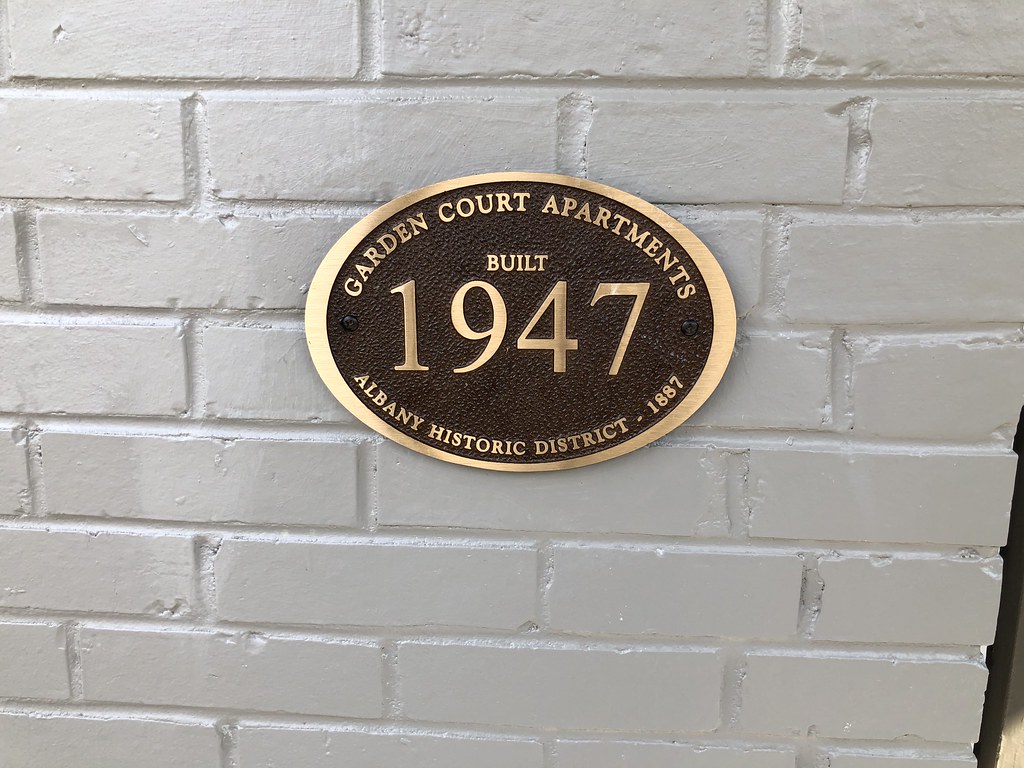 GARDEN COURT APARTMENTS
BUILT
1947
ALBANY HISTORIC DISTRICT - 1887